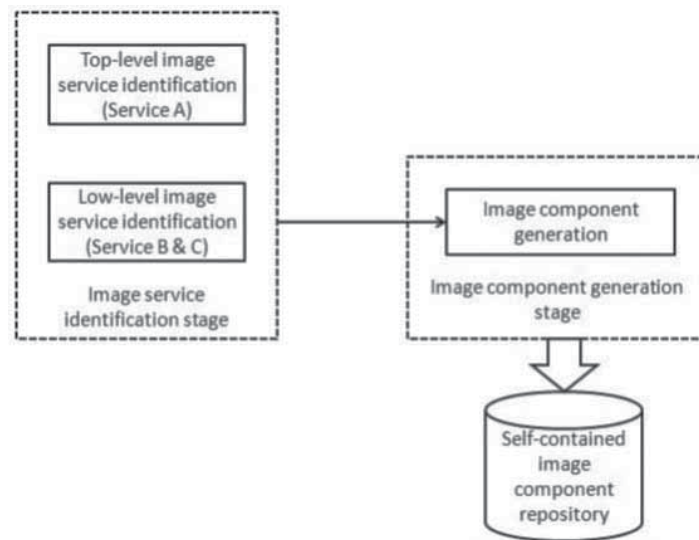 Top-level image
service identification
(Service A)
Low-level image
service identification
(Service B & C)
Image service
identification stage
Image component
generation
Image component generation
stage
Self-contained
image
component
repository